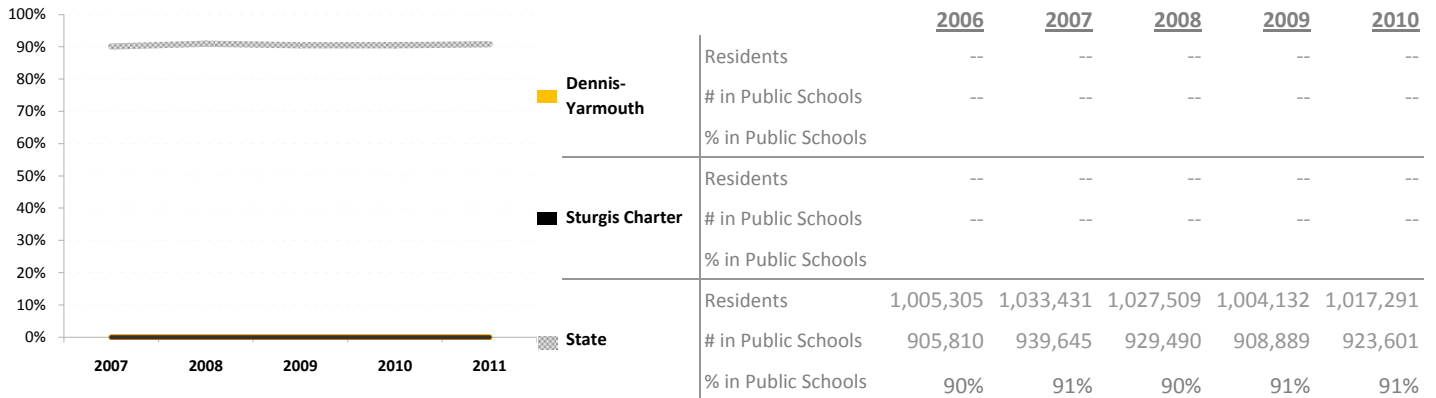 100%
90%
80%
70%
60%
50%
40%
30%
20%
10%
0%
2007 2008 2009 2010 2011
2006 2007 2008 2009 2010
Dennis-
Yarmouth
Residents -- -- -- -- --
# in Public Schools -- -- -- -- --
% in Public Schools
Sturgis Charter
Residents -- -- -- -- --
# in Public Schools -- -- -- -- --
% in Public Schools
State
Residents 1,005,305 1,033,431 1,027,509 1,004,132 1,017,291
# in Public Schools 905,810 939,645 929,490 908,889 923,601
% in Public Schools 90% 91% 90% 91% 91%